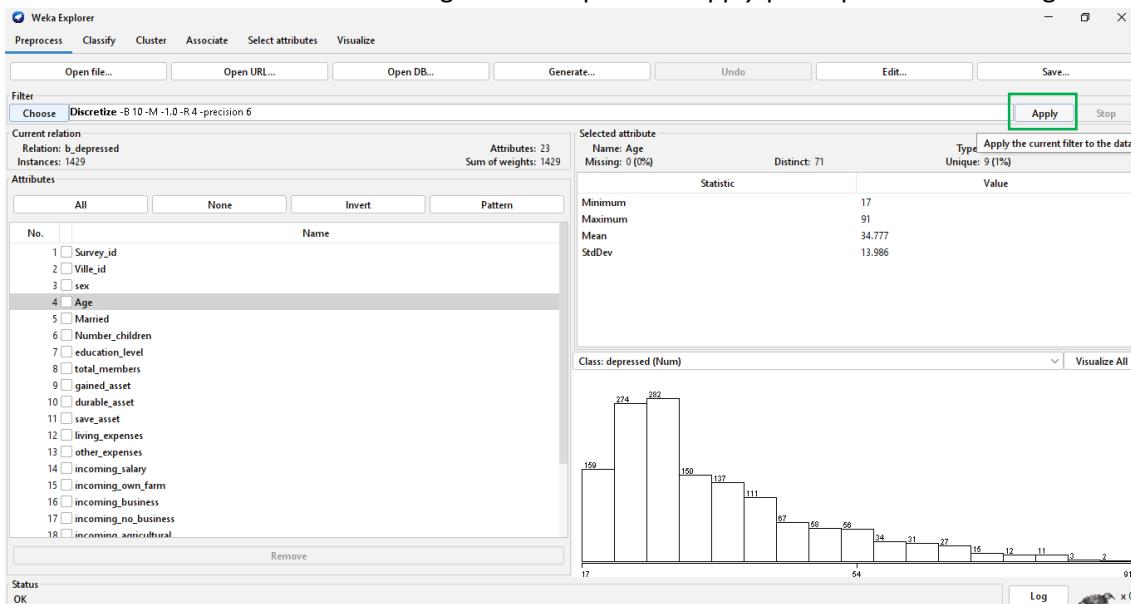 Weka Explorer
Preprocess Classify Cluster Associate Select attributes Visualize
Open file... Open URL... Open DB... Generate... Undo Edit... Save...
Filter
Choose Discretize -B 10 -M -1.0 -R 4 -precision 6 Apply Stop
Current relation
Relation: b_depressed Attributes: 23
Instances: 1429 Sum of weights: 1429
Selected attribute
Name: Age Type
Missing: 0 (0%) Distinct: 71 Unique: 9 (1%)
Apply the current filter to the data
Attributes
All None Invert Pattern
No. Name
1 Survey_id
2 Ville_id
3 sex
4 Age
5 Married
6 Number_children
7 education_level
8 total_members
9 gained_asset
10 durable_asset
11 save_asset
12 living_expenses
13 other_expenses
14 incoming_salary
15 incoming_own_farm
16 incoming_business
17 incoming_no_business
18 incoming_agricultural
Remove
Statistic Value
Minimum 17
Maximum 91
Mean 34.777
StdDev 13.986
Class: depressed (Num) Visualize All
159 274 282 150 137 111 67 58 56 34 31 27 15 12 11 3 2
17 54 91
Status
OK
Log x 0